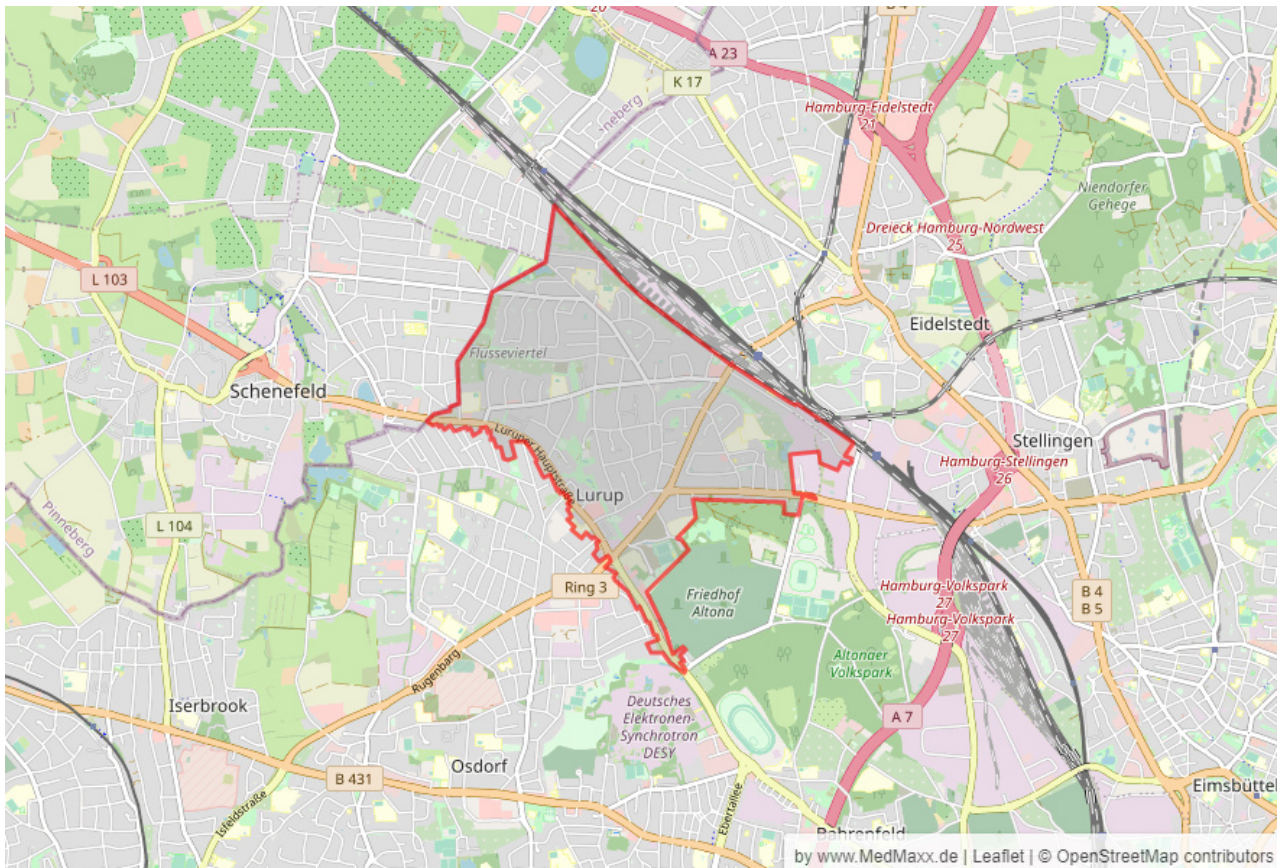 20
B 4
A 23
K 17
nneberg
Hamburg-Eidelstedt
21
Niendorfer
Gehege
Dreieck Hamburg-Nordwest
25
L 103
Eidelstedt
Flusseviertel
Schenefeld
Luruper Hauptstraße
Stellingen
Hamburg-Stellingen
26
Lurup
L 104
Pinneberg
Ring 3
Friedhof
Altona
Hamburg-Volkspark
27
Hamburg-Volkspark
27
B 4
B 5
Altonaer
Volkspark
Rugenbarg
Iserbrook
Deutsches
Elektronen-
Synchrotron
DESY
A 7
Osdorf
B 431
Eimsbüttel
Isfeldstraße
Ebertallee
Bahrenfeld
by www.MedMaxx.de | Leaflet | © OpenStreetMap contributors